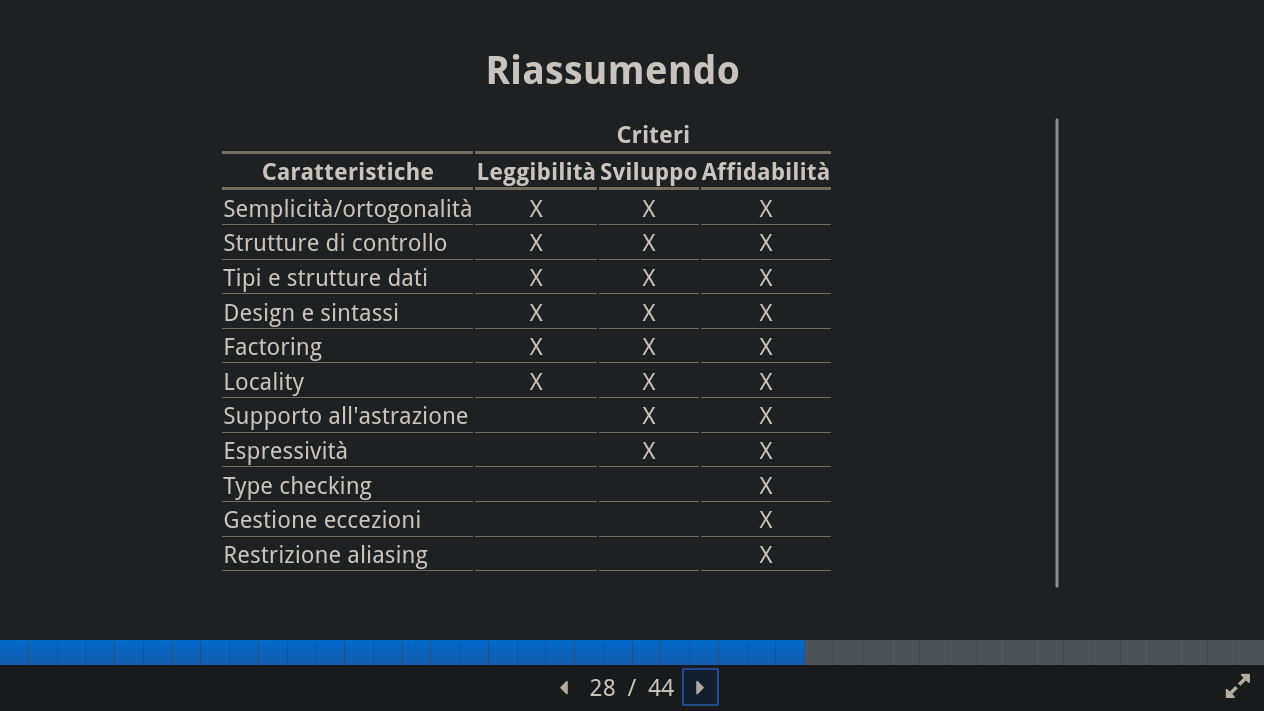 Riassumendo
Criteri
Caratteristiche Leggibilità Sviluppo Affidabilità
Semplicità/ortogonalità X X X
Strutture di controllo X X X
Tipi e strutture dati X X X
Design e sintassi X X X
Factoring X X X
Locality X X X
Supporto all'astrazione X X
Espressività X X
Type checking X
Gestione eccezioni X
Restrizione aliasing X
28 / 44